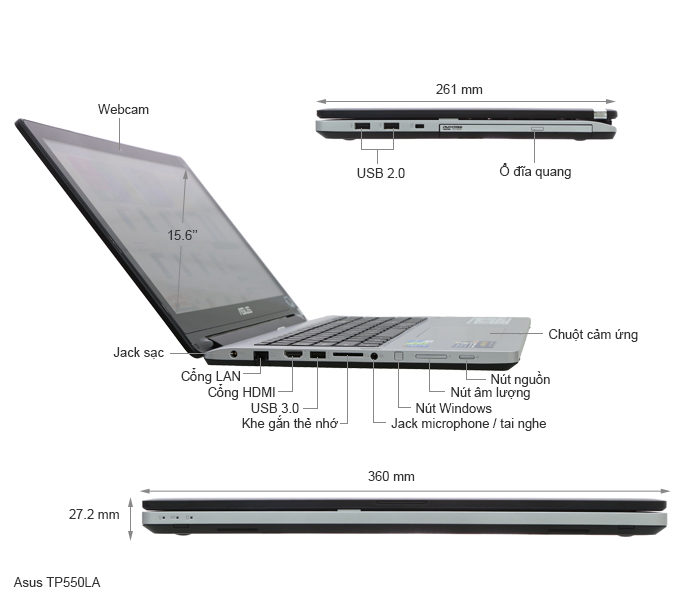 261 mm
Webcam
USB 2.0
Ổ đĩa quang
15.6”
ASUS
Chuột cảm ứng
Jack sạc
Cổng LAN
Nút nguồn
Cổng HDMI
Nút âm lượng
USB 3.0
Nút Windows
Khe gắn thẻ nhớ
Jack microphone / tai nghe
360 mm
27.2 mm
Asus TP550LA